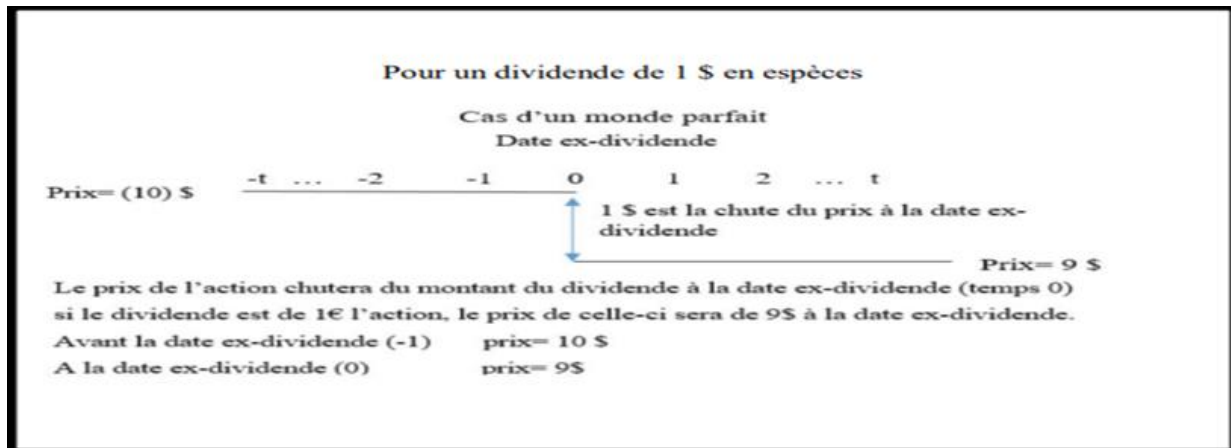 Pour un dividende de 1 $ en espèces
Cas d'un monde parfait
Date ex-dividende
-t ... -2 -1 0 1 2 ... t
Prix= (10) $
1 $ est la chute du prix à la date ex-
dividende
Prix= 9 $
Le prix de l'action chutera du montant du dividende à la date ex-dividende (temps 0)
si le dividende est de 1€ l'action, le prix de celle-ci sera de 9$ à la date ex-dividende.
Avant la date ex-dividende (-1) prix= 10 $
A la date ex-dividende (0) prix= 9$